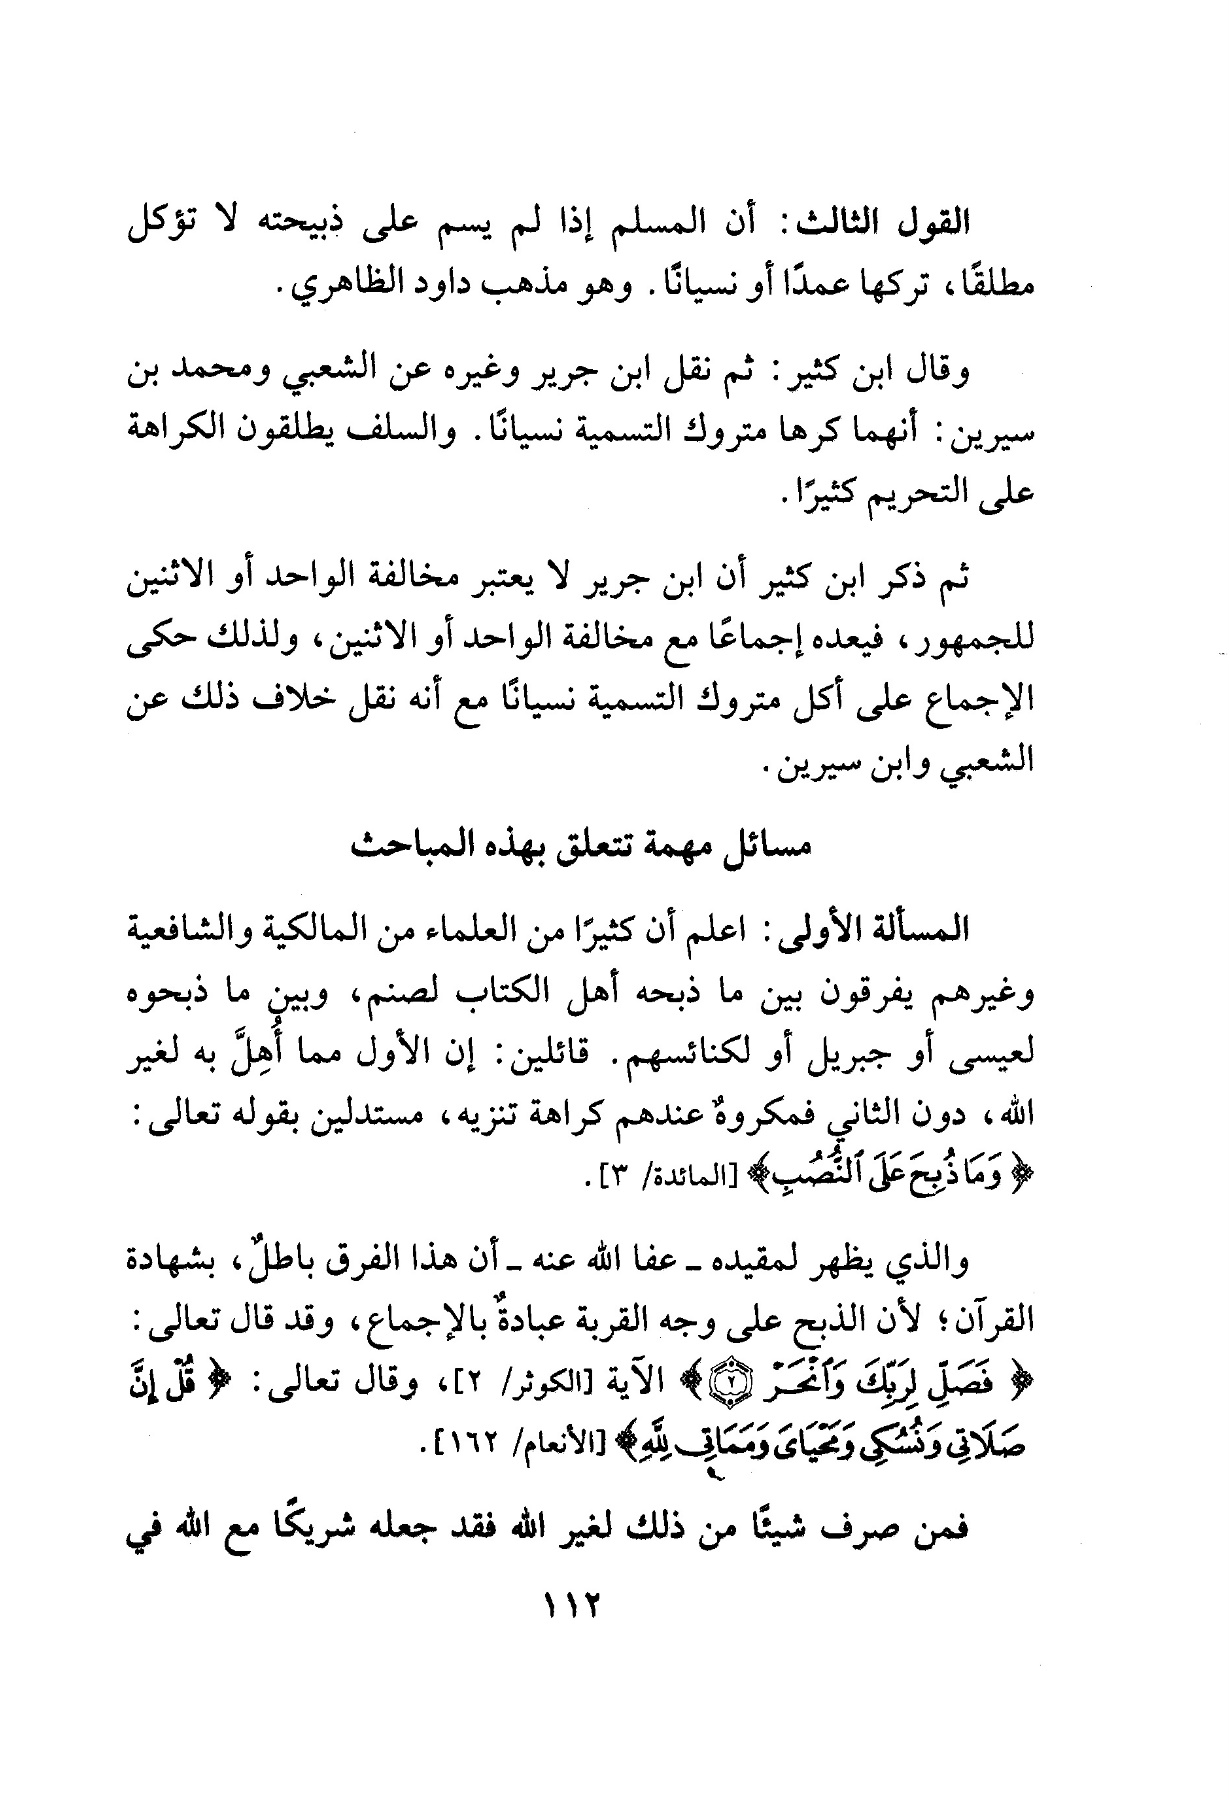 القول الثالث: أن المسلم إذا لم يسم على ذبيحته لا تؤكل
مطلقًا، تركها عمدًا أو نسيانًا. وهو مذهب داود الظاهري.
وقال ابن كثير: ثم نقل ابن جرير وغيره عن الشعبي ومحمد بن
سيرين: أنهما كرها متروك التسمية نسيانًا. والسلف يطلقون الكراهة
على التحريم كثيرًا.
ثم ذكر ابن كثير أن ابن جرير لا يعتبر مخالفة الواحد أو الاثنين
للجمهور، فيعده إجماعًا مع مخالفة الواحد أو الاثنين، ولذلك حكى
الإجماع على أكل متروك التسمية نسيانًا مع أنه نقل خلاف ذلك عن
الشعبي وابن سيرين.
مسائل مهمة تتعلق بهذه المباحث
المسألة الأولى: اعلم أن كثيرًا من العلماء من المالكية والشافعية
وغيرهم يفرقون بين ما ذبحه أهل الكتاب لصنم، وبين ما ذبحوه
لعيسى أو جبريل أو لكنائسهم. قائلين: إن الأول مما أُهِلَّ به لغير
الله، دون الثاني فمكروهٌ عندهم كراهة تنزيه، مستدلين بقوله تعالى:
﴿وَمَا ذُبِحَ عَلَى ٱلنُّصُبِ﴾ [المائدة/ ٣].
والذي يظهر لمقيده ـ عفا الله عنه ـ أن هذا الفرق باطلٌ، بشهادة
القرآن؛ لأن الذبح على وجه القربة عبادةٌ بالإجماع، وقد قال تعالى:
﴿فَصَلِّ لِرَبِّكَ وَٱنْحَرْ ۝٢﴾ الآية [الكوثر/ ٢]، وقال تعالى: ﴿قُلْ إِنَّ
صَلَاتِي وَنُسُكِي وَمَحْيَايَ وَمَمَاتِي لِلَّهِ﴾ [الأنعام/ ١٦٢].
فمن صرف شيئًا من ذلك لغير الله فقد جعله شريكًا مع الله في
١١٢